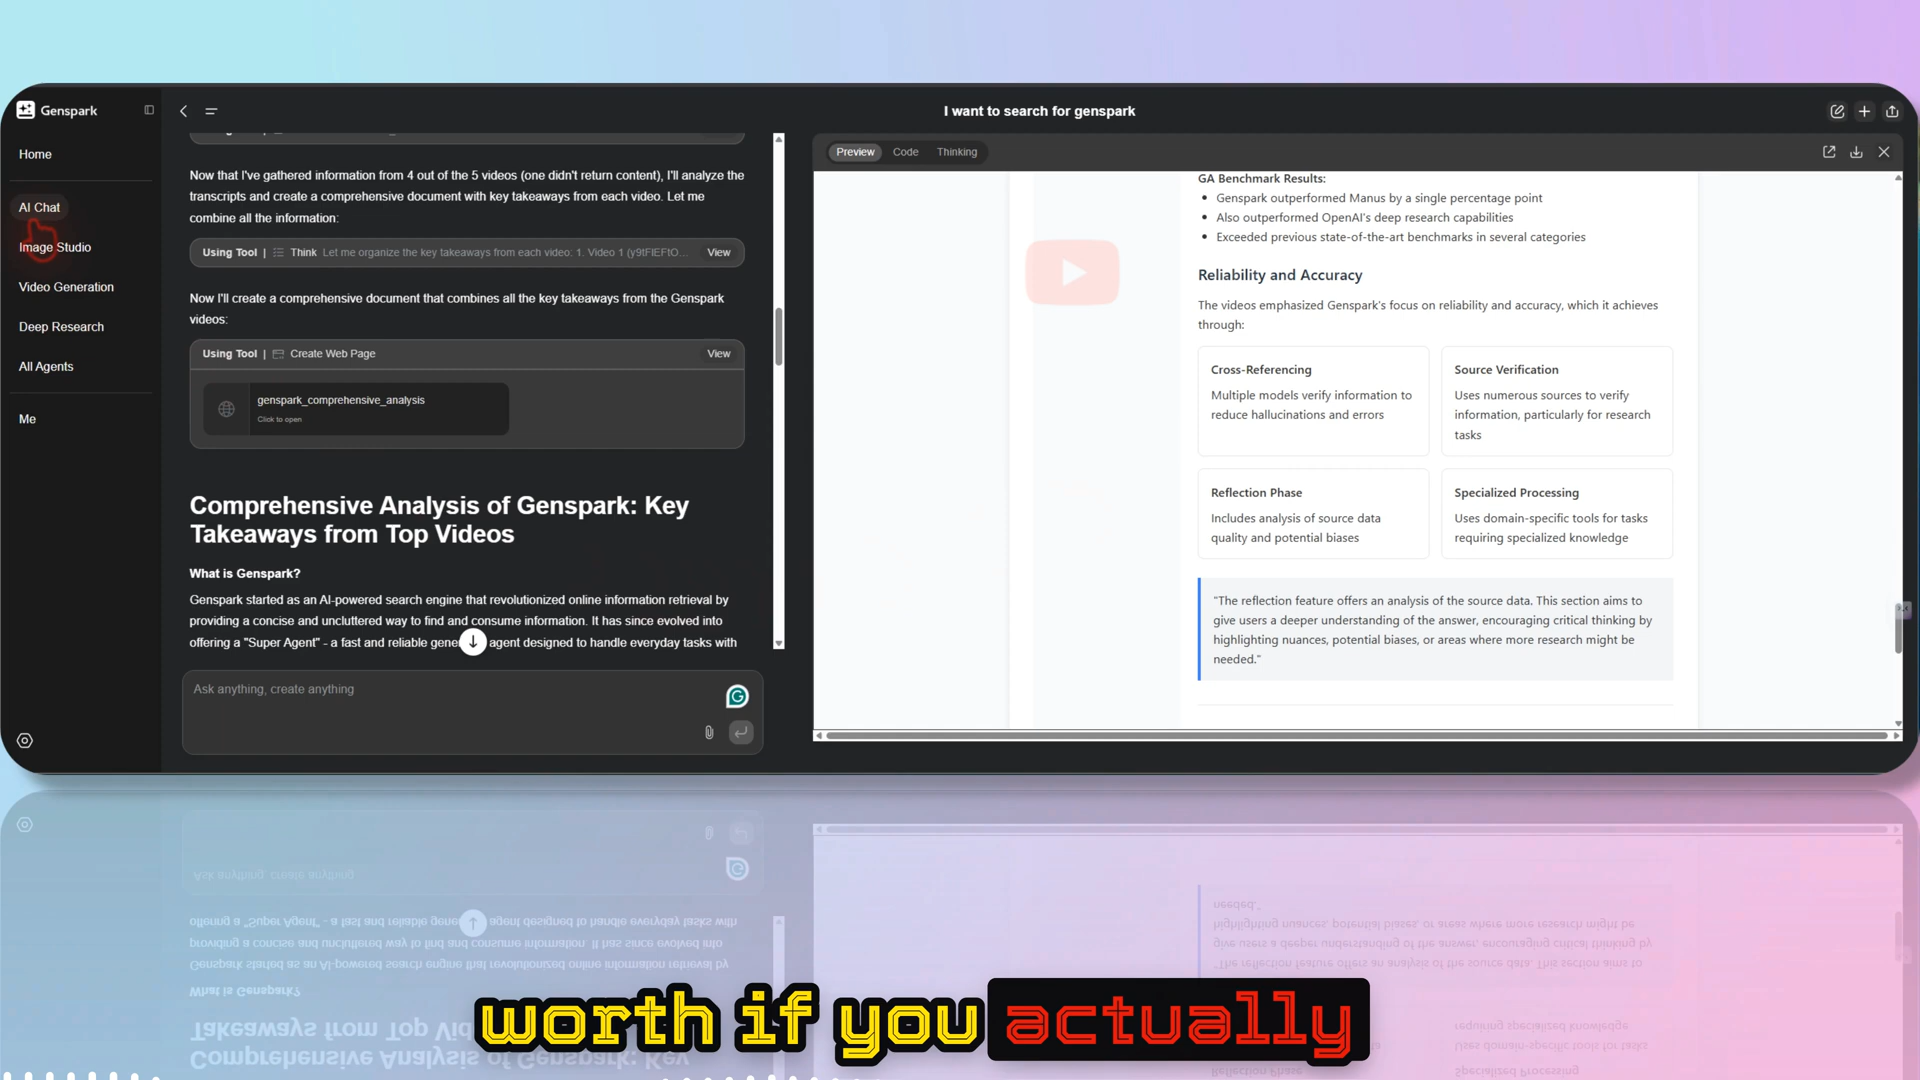 Genspark
I want to search for genspark
Home
AI Chat
Image Studio
Video Generation
Deep Research
All Agents
Me
Now that I've gathered information from 4 out of the 5 videos (one didn't return content), I'll analyze the
transcripts and create a comprehensive document with key takeaways from each video. Let me
combine all the information:
Using Tool | Think Let me organize the key takeaways from each video: 1. Video 1 (y9tFIEFtO... View
Now I'll create a comprehensive document that combines all the key takeaways from the Genspark
videos:
Using Tool | Create Web Page View
genspark_comprehensive_analysis
Click to open
Comprehensive Analysis of Genspark: Key
Takeaways from Top Videos
What is Genspark?
Genspark started as an AI-powered search engine that revolutionized online information retrieval by
providing a concise and uncluttered way to find and consume information. It has since evolved into
offering a "Super Agent" - a fast and reliable gene agent designed to handle everyday tasks with
Ask anything, create anything
Preview Code Thinking
GA Benchmark Results:
• Genspark outperformed Manus by a single percentage point
• Also outperformed OpenAI's deep research capabilities
• Exceeded previous state-of-the-art benchmarks in several categories
Reliability and Accuracy
The videos emphasized Genspark's focus on reliability and accuracy, which it achieves
through:
Cross-Referencing
Multiple models verify information to
reduce hallucinations and errors
Source Verification
Uses numerous sources to verify
information, particularly for research
tasks
Reflection Phase
Includes analysis of source data
quality and potential biases
Specialized Processing
Uses domain-specific tools for tasks
requiring specialized knowledge
"The reflection feature offers an analysis of the source data. This section aims to
give users a deeper understanding of the answer, encouraging critical thinking by
highlighting nuances, potential biases, or areas where more research might be
needed."
worth if you actually